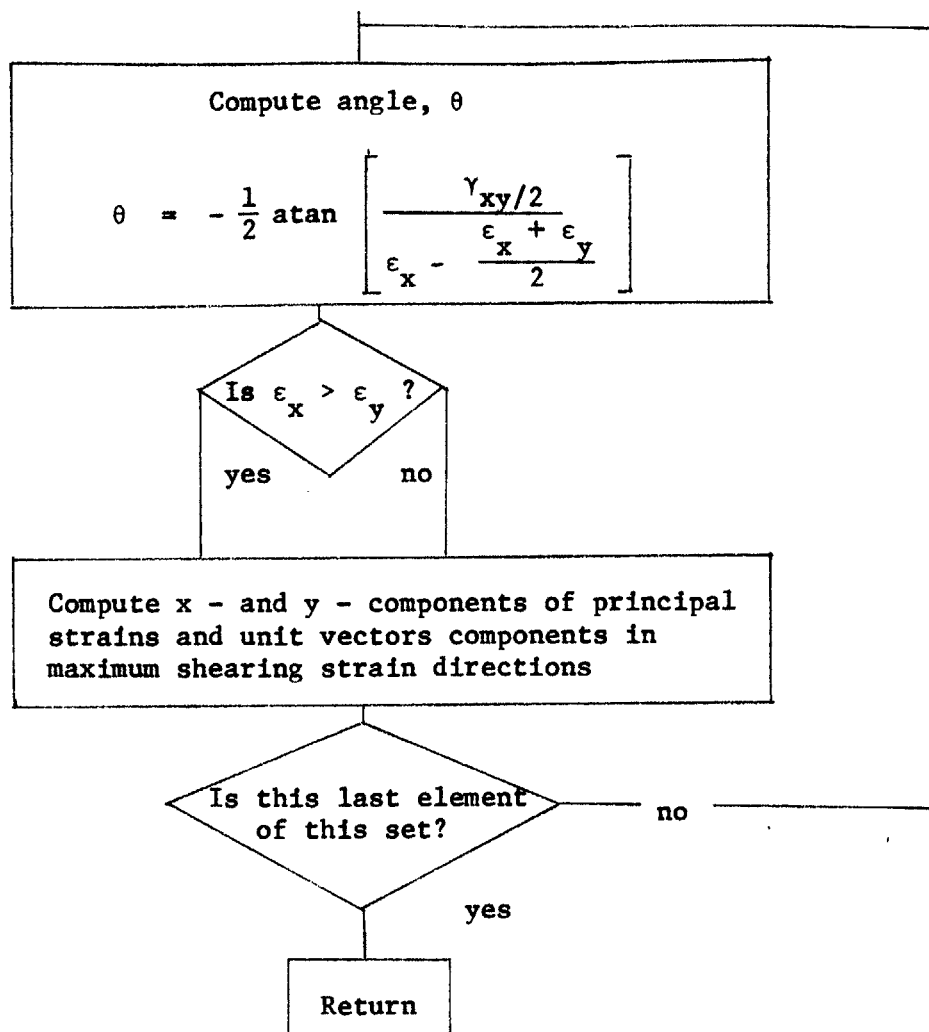 Compute angle, θ
θ = - 1/2 atan [ γxy/2 / εx - εx + εy / 2 ]
Is εx > εy ?
yes no
Compute x - and y - components of principal
strains and unit vectors components in
maximum shearing strain directions
Is this last element
of this set?
no
yes
Return